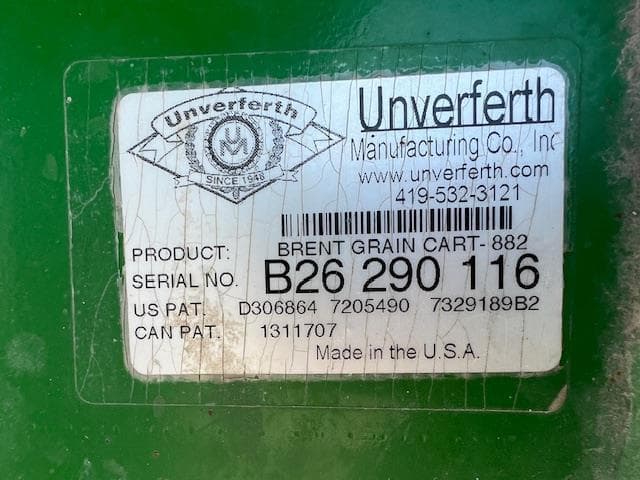 Unverferth
UM
SINCE 1948
Unverferth
Manufacturing Co., Inc
www.unverferth.com
419-532-3121
PRODUCT: BRENT GRAIN CART-882
SERIAL NO. B26 290 116
US PAT. D306864 7205490 7329189B2
CAN PAT. 1311707
Made in the U.S.A.